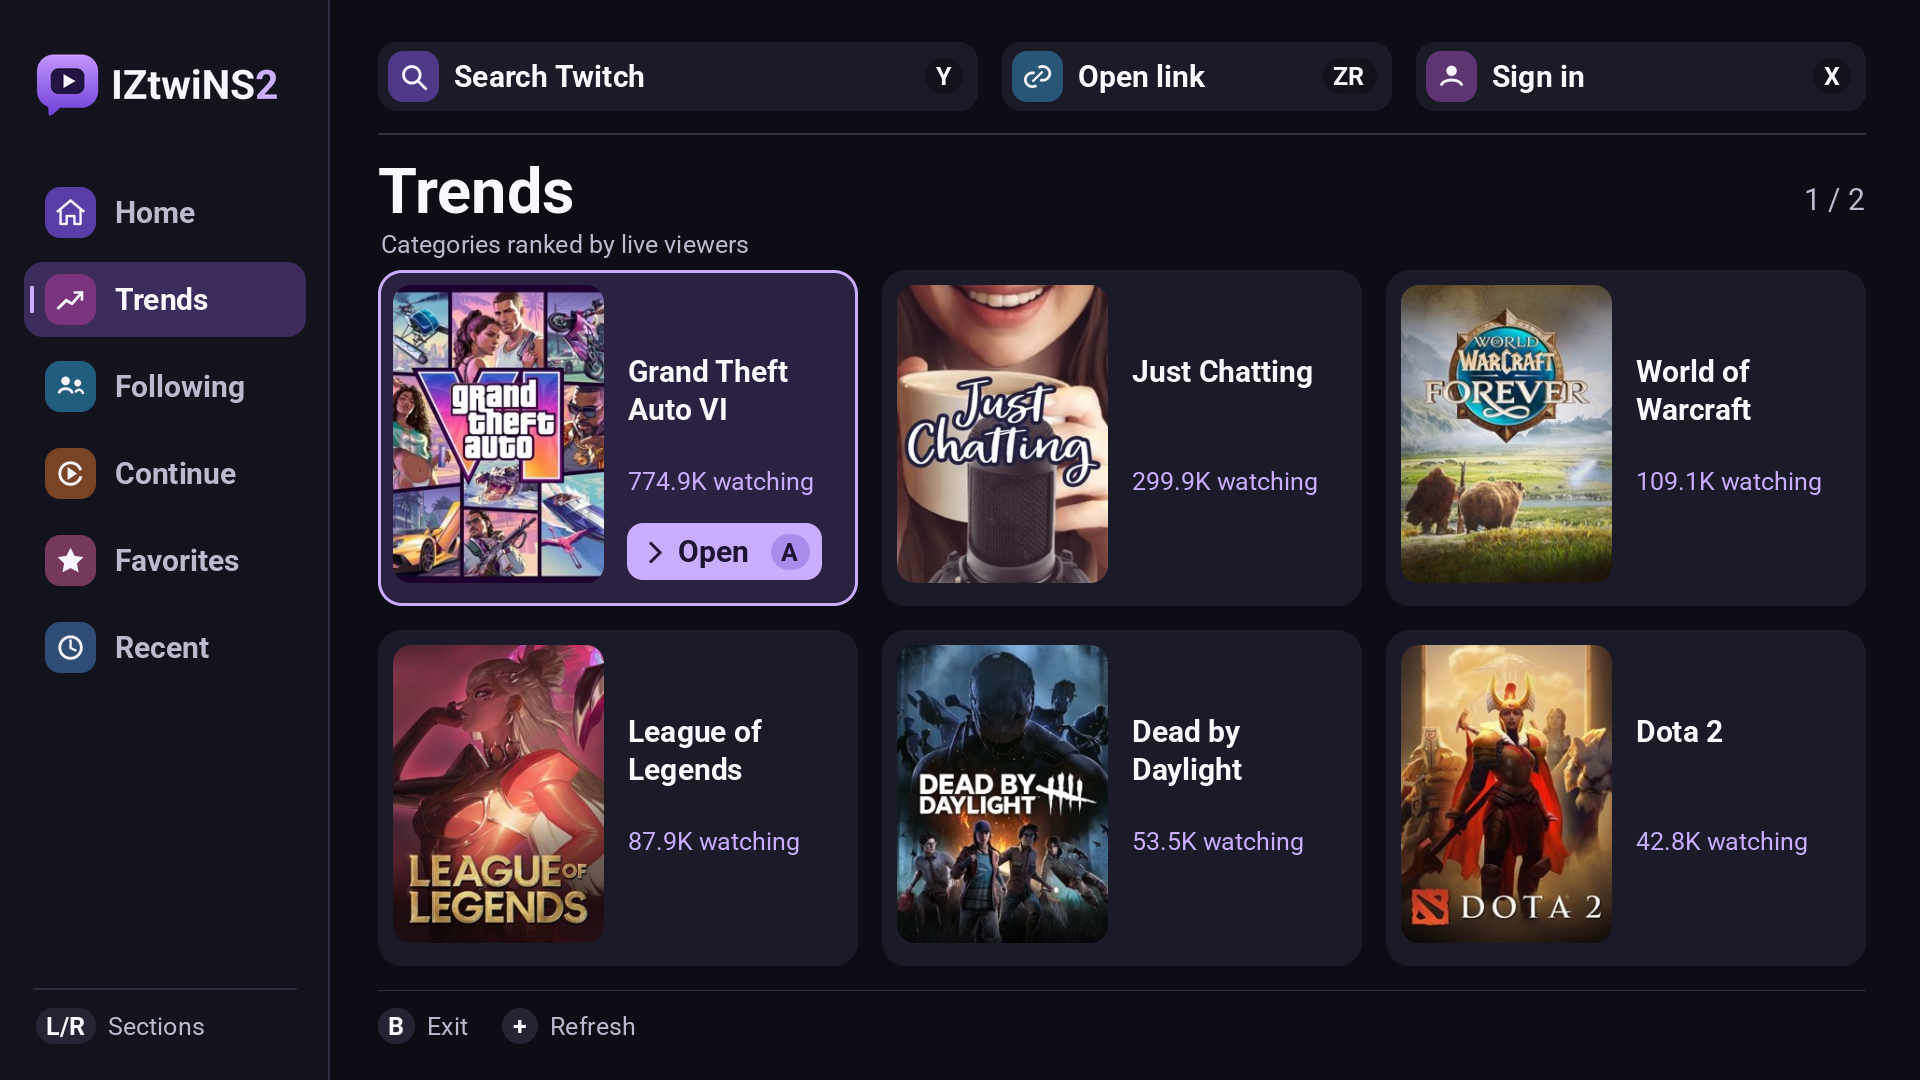 IZtwiNS2
Search Twitch
Y
Open link
ZR
Sign in
X
Home
Trends
Following
Continue
Favorites
Recent
L/R Sections
Trends
1 / 2
Categories ranked by live viewers
grand
theft
auto
VI
Grand Theft
Auto VI
774.9K watching
Open A
Just
Chatting
Just Chatting
299.9K watching
WORLD
OF
WARCRAFT
FOREVER
World of
Warcraft
109.1K watching
LEAGUE OF
LEGENDS
League of
Legends
87.9K watching
DEAD BY
DAYLIGHT
Dead by
Daylight
53.5K watching
DOTA 2
Dota 2
42.8K watching
B Exit
+ Refresh